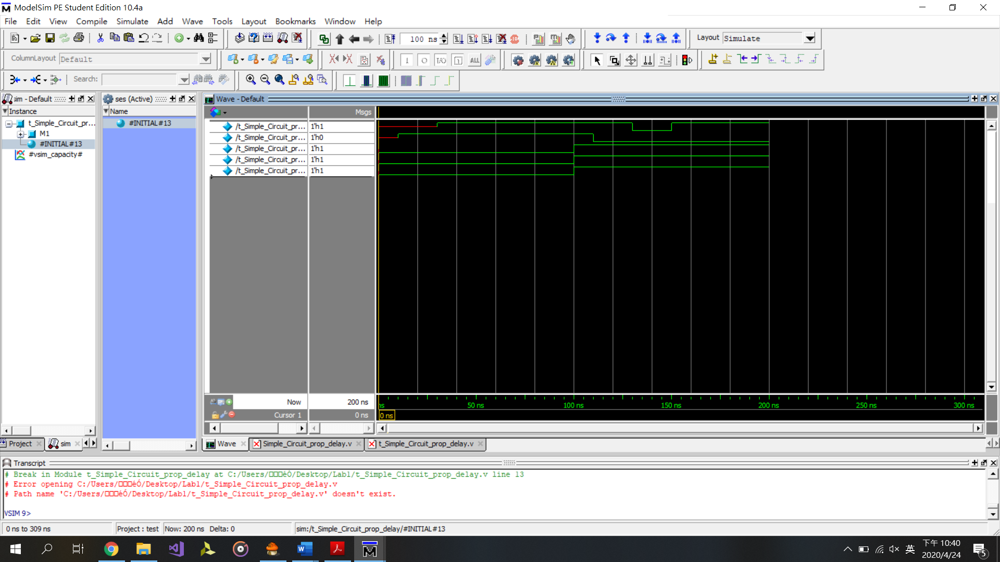 ModelSim PE Student Edition 10.4a
File Edit View Compile Simulate Add Wave Tools Layout Bookmarks Window Help
100 ns
Layout Simulate
ColumnLayout Default
ALL
Search:
sim - Default
ses (Active)
Wave - Default
Instance
Name
Msgs
t_Simple_Circuit_pr...
M1
#INITIAL#13
#vsim_capacity#
#INITIAL#13
/t_Simple_Circuit_pr... 1'h1
/t_Simple_Circuit_pr... 1'h0
/t_Simple_Circuit_pr... 1'h1
/t_Simple_Circuit_pr... 1'h1
/t_Simple_Circuit_pr... 1'h1
Now 200 ns
Cursor 1 0 ns
ns 50 ns 100 ns 150 ns 200 ns 250 ns 300 ns
0 ns
Project sim
Wave Simple_Circuit_prop_delay.v t_Simple_Circuit_prop_delay.v
Transcript
# Break in Module t_Simple_Circuit_prop_delay at C:/Users/□□□éÓ/Desktop/Lab1/t_Simple_Circuit_prop_delay.v line 13
# Error opening C:/Users/□□□éÓ/Desktop/Lab1/t_Simple_Circuit_prop_delay.v
# Path name 'C:/Users/□□□éÓ/Desktop/Lab1/t_Simple_Circuit_prop_delay.v' doesn't exist.
VSIM 9>
0 ns to 309 ns Project : test Now: 200 ns Delta: 0 sim:/t_Simple_Circuit_prop_delay/#INITIAL#13
英
下午 10:40
2020/4/24
5